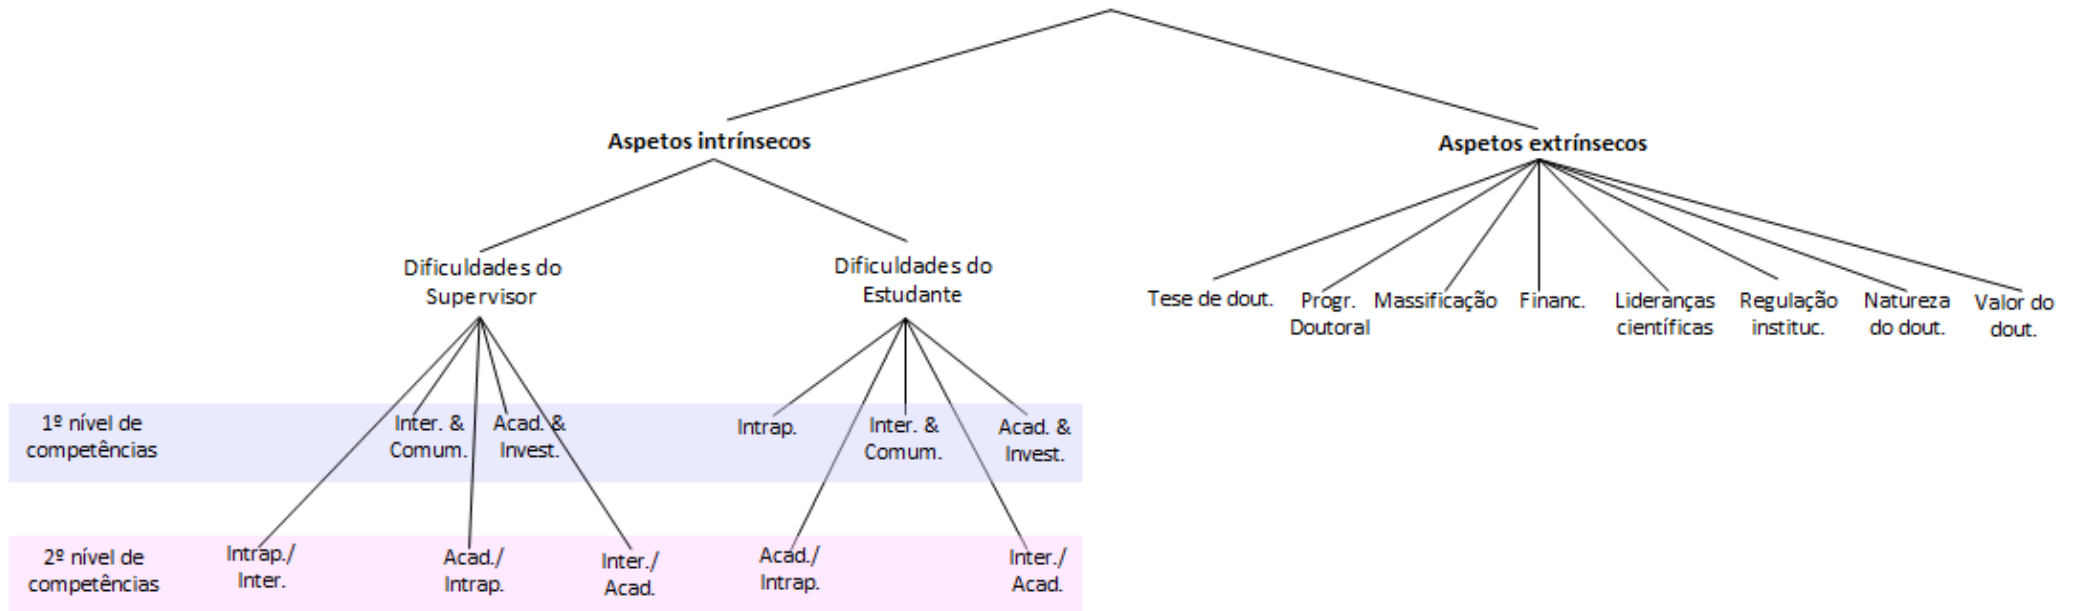 Aspetos intrínsecos
Aspetos extrínsecos
Dificuldades do
Supervisor
Dificuldades do
Estudante
Tese de dout.
Progr.
Doutoral
Massificação
Financ.
Lideranças
científicas
Regulação
instituc.
Natureza
do dout.
Valor do
dout.
1º nível de
competências
Inter. &
Comum.
Acad. &
Invest.
Intrap.
Inter. &
Comum.
Acad. &
Invest.
2º nível de
competências
Intrap./
Inter.
Acad./
Intrap.
Inter./
Acad.
Acad./
Intrap.
Inter./
Acad.